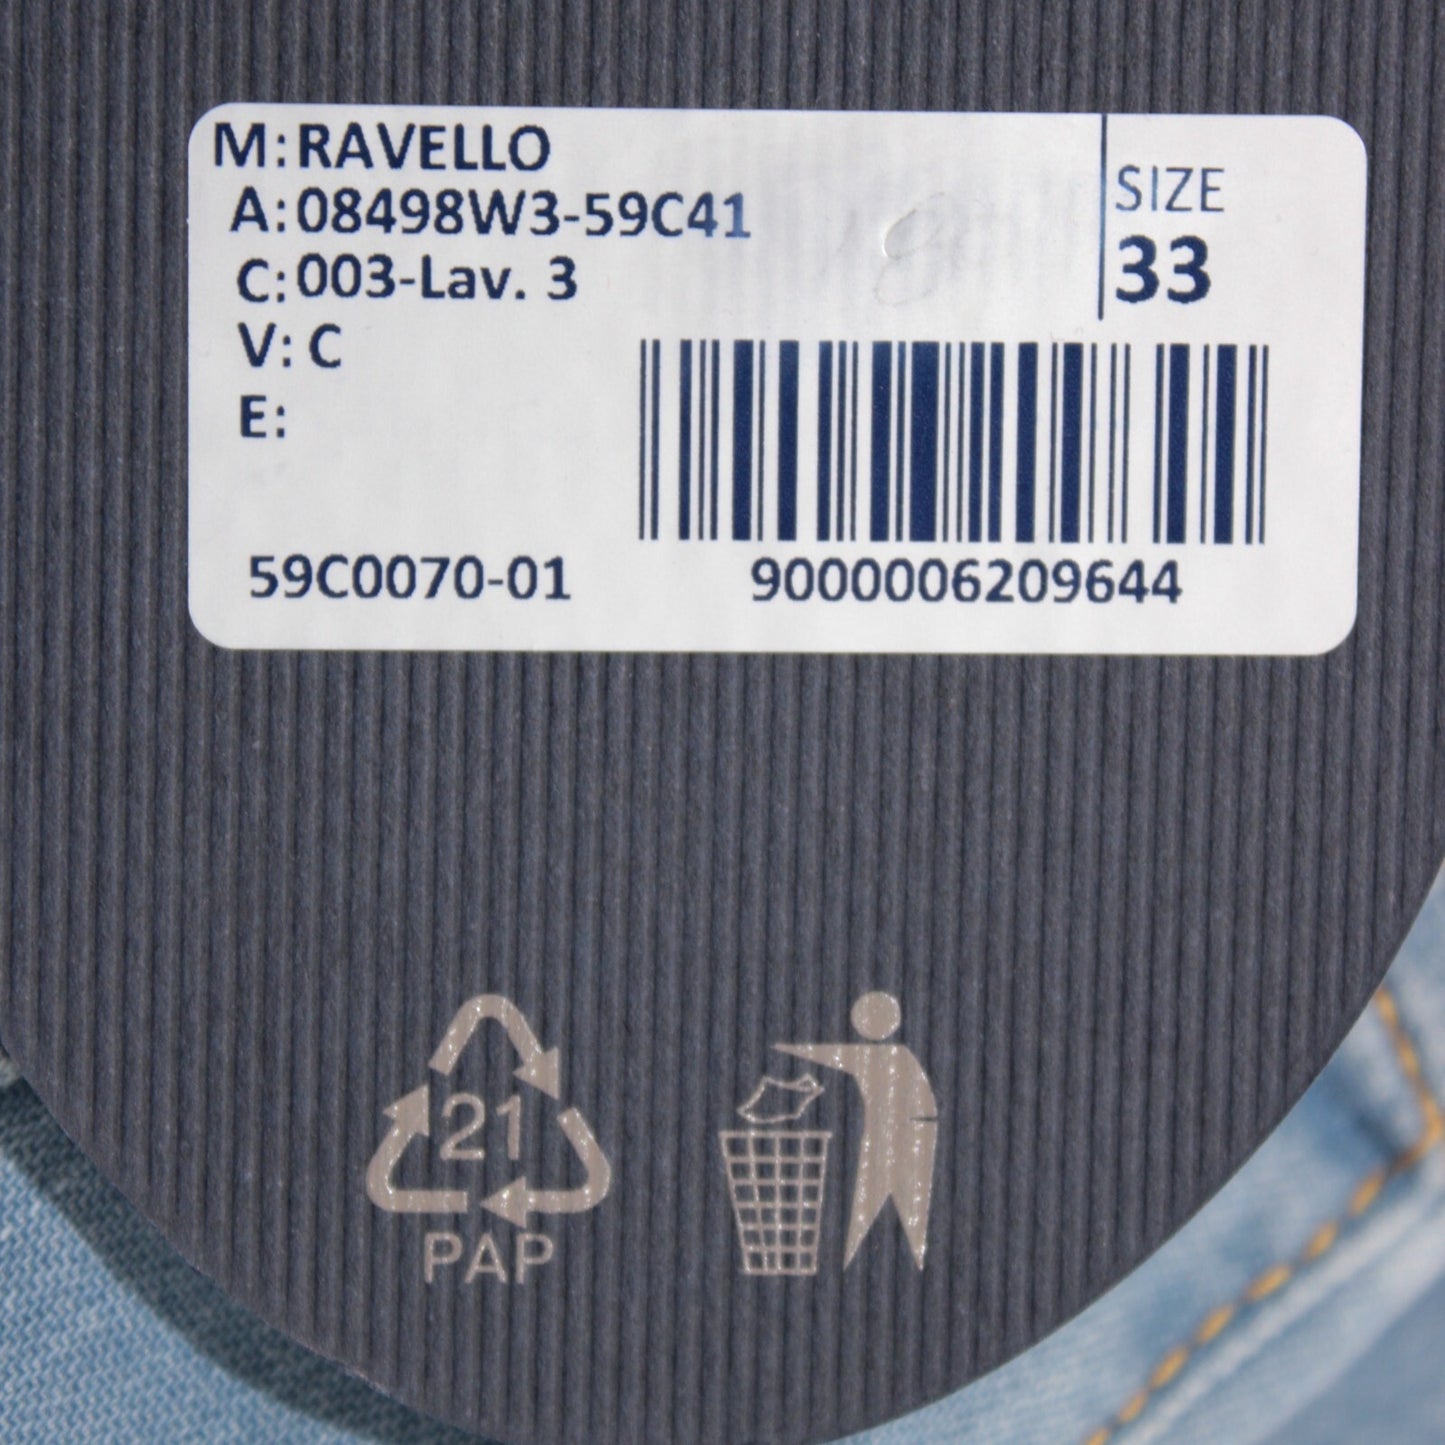 M: RAVELLO
A: 08498W3-59C41
C: 003-Lav. 3
V: C
E:
SIZE
33
59C0070-01
9000006209644
21
PAP